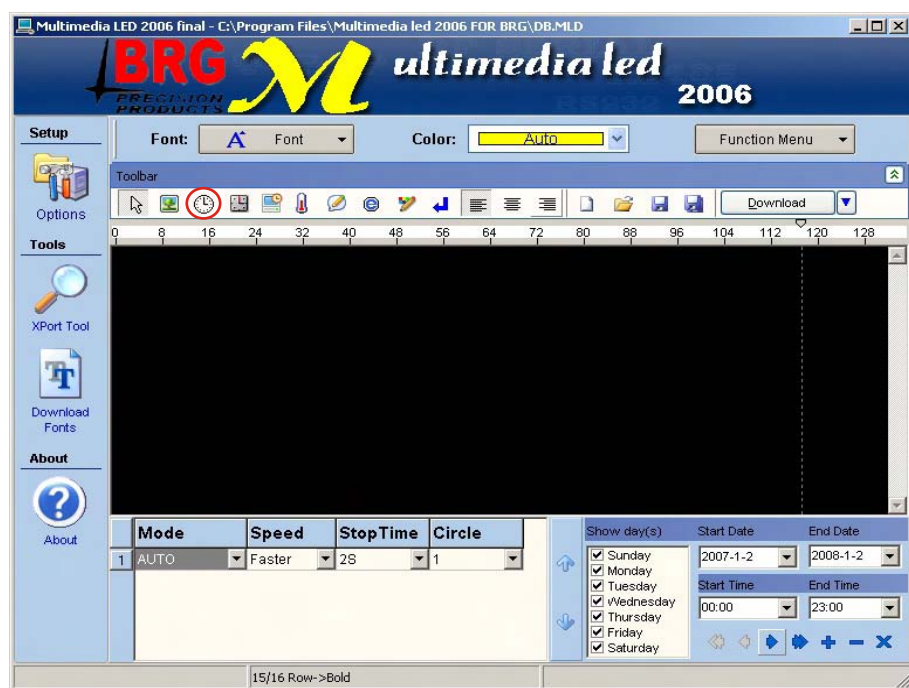 Multimedia LED 2006 final - C:\Program Files\Multimedia led 2006 FOR BRG\DB.MLD
BRG
PRECISION
PRODUCTS
Multimedia led
2006
Setup
Font: A Font
Color: Auto
Function Menu
Toolbar
Options
Download
0 8 16 24 32 40 48 56 64 72 80 88 96 104 112 120 128
Tools
XPort Tool
Download
Fonts
About
About
Mode Speed StopTime Circle
1 AUTO Faster 2S 1
Show day(s)
Sunday
Monday
Tuesday
Wednesday
Thursday
Friday
Saturday
Start Date End Date
2007-1-2 2008-1-2
Start Time End Time
00:00 23:00
15/16 Row->Bold